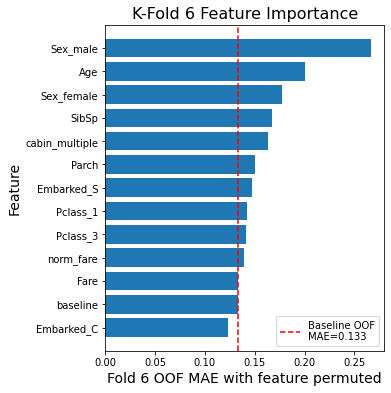 K-Fold 6 Feature Importance
Feature
Sex_male
Age
Sex_female
SibSp
cabin_multiple
Parch
Embarked_S
Pclass_1
Pclass_3
norm_fare
Fare
baseline
Embarked_C
Baseline OOF
MAE=0.133
0.00 0.05 0.10 0.15 0.20 0.25
Fold 6 OOF MAE with feature permuted